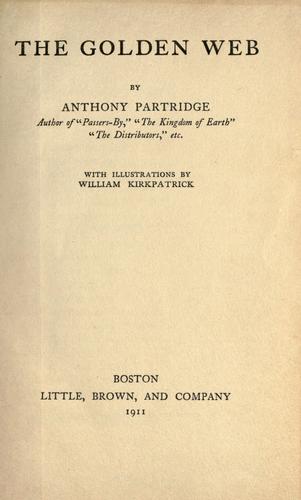 THE GOLDEN WEB
BY
ANTHONY PARTRIDGE
Author of "Passers-By," "The Kingdom of Earth"
"The Distributors," etc.
WITH ILLUSTRATIONS BY
WILLIAM KIRKPATRICK
BOSTON
LITTLE, BROWN, AND COMPANY
1911